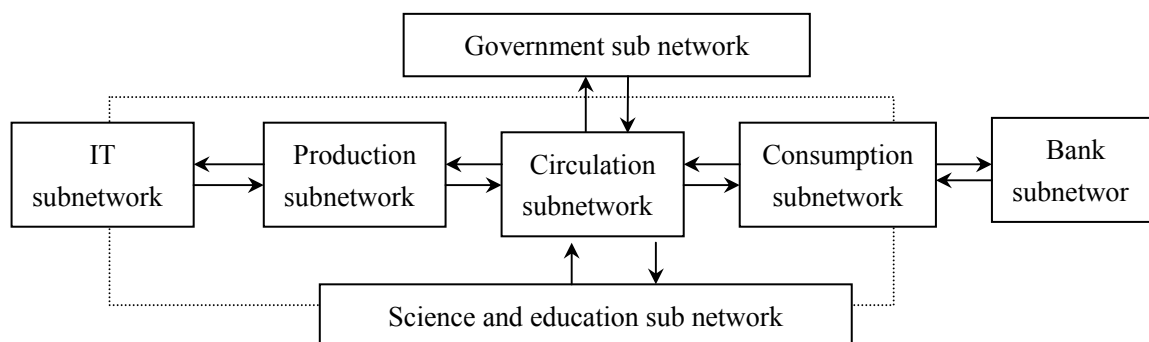 Government sub network
IT
subnetwork
Production
subnetwork
Circulation
subnetwork
Consumption
subnetwork
Bank
subnetwor
Science and education sub network